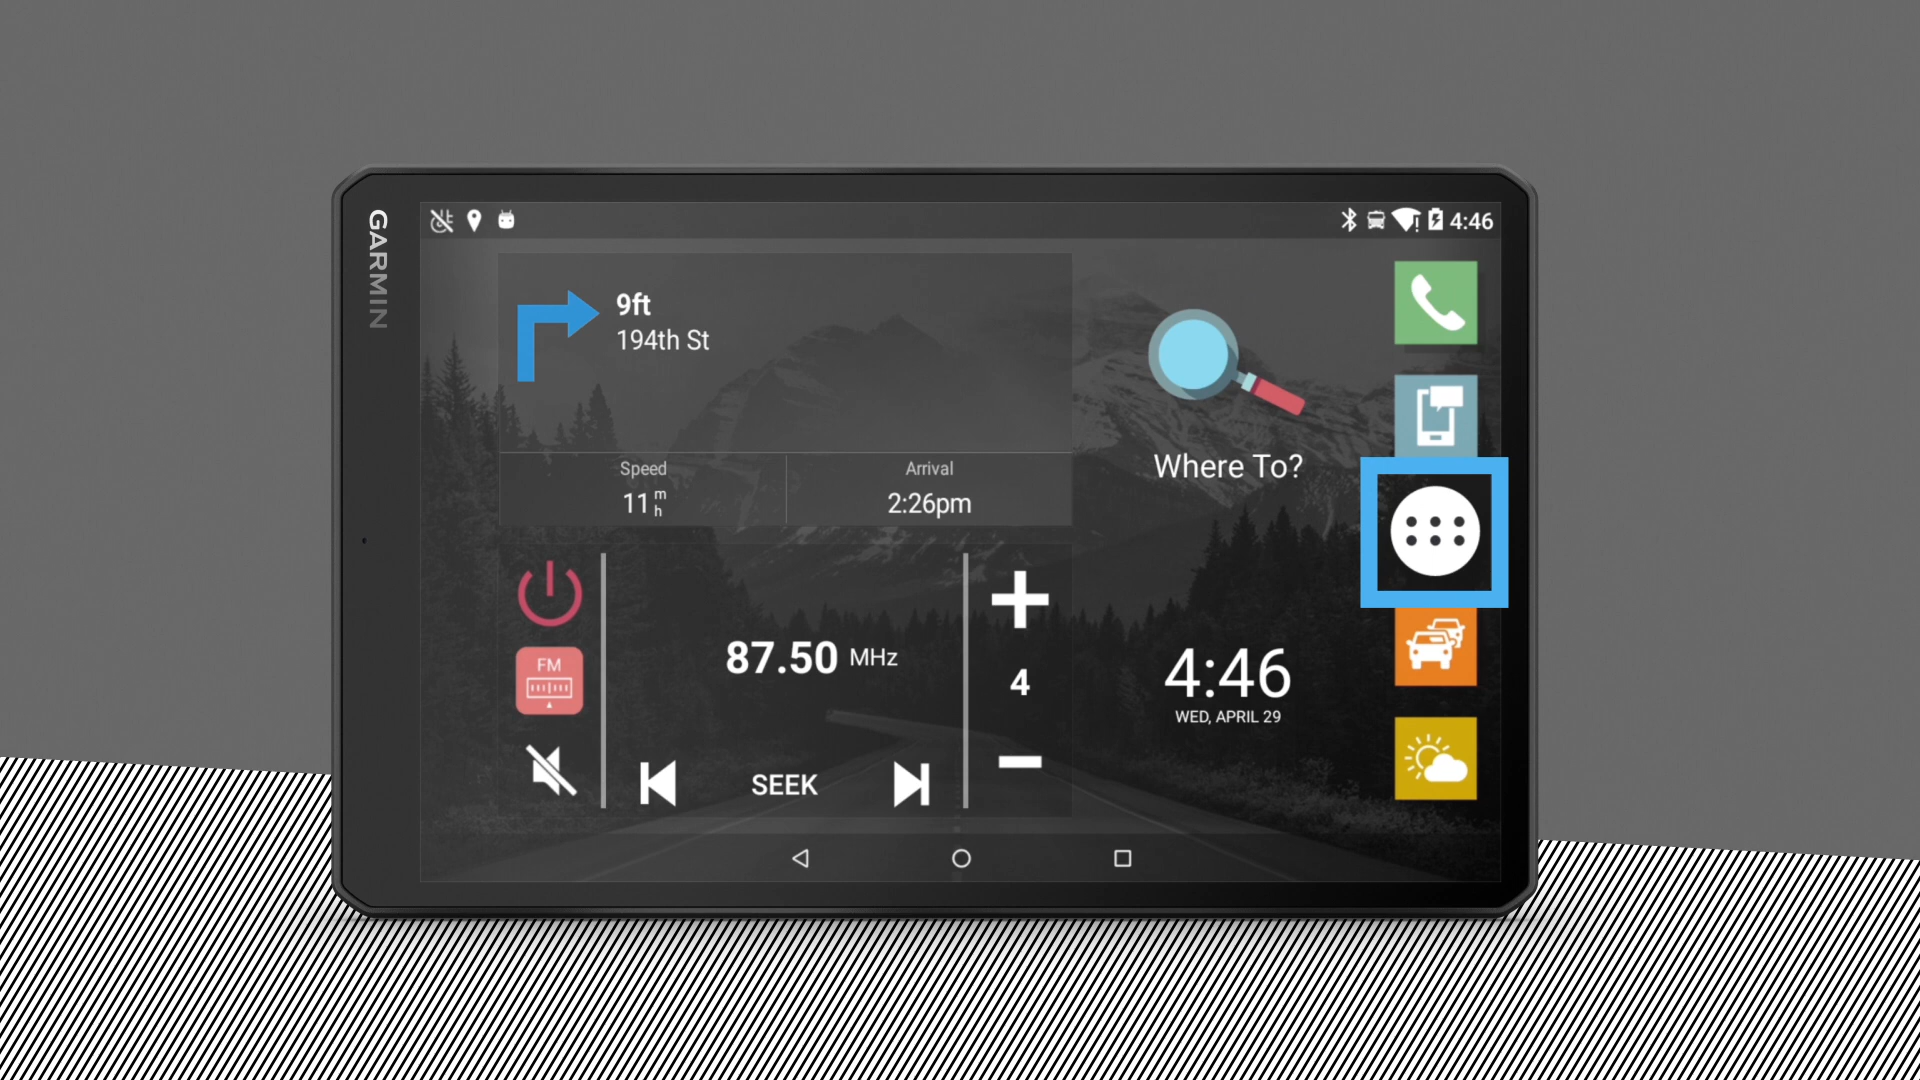 GARMIN
4:46
9ft
194th St
Speed
Arrival
11 m
h
2:26pm
Where To?
FM
87.50 MHz
4
SEEK
4:46
WED, APRIL 29